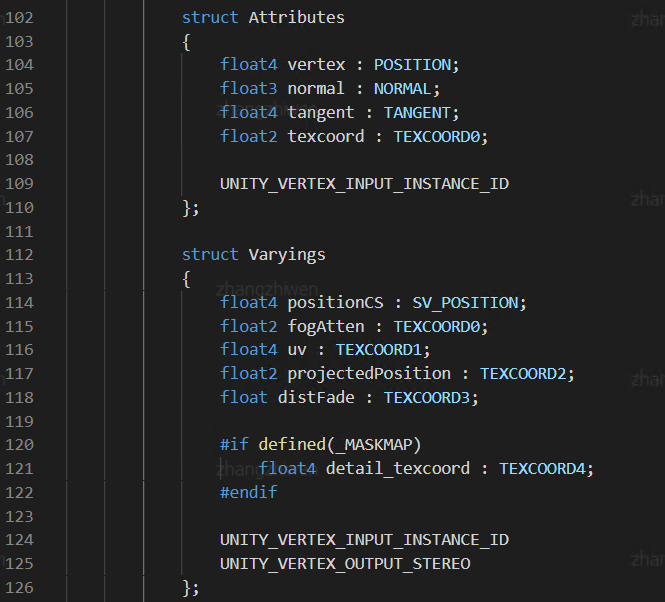 102 struct Attributes
103 {
104 float4 vertex : POSITION;
105 float3 normal : NORMAL;
106 float4 tangent : TANGENT;
107 float2 texcoord : TEXCOORD0;
108
109 UNITY_VERTEX_INPUT_INSTANCE_ID
110 };
111
112 struct Varyings
113 {
114 float4 positionCS : SV_POSITION;
115 float2 fogAtten : TEXCOORD0;
116 float4 uv : TEXCOORD1;
117 float2 projectedPosition : TEXCOORD2;
118 float distFade : TEXCOORD3;
119
120 #if defined(_MASKMAP)
121 float4 detail_texcoord : TEXCOORD4;
122 #endif
123
124 UNITY_VERTEX_INPUT_INSTANCE_ID
125 UNITY_VERTEX_OUTPUT_STEREO
126 };
zhangzhiwen